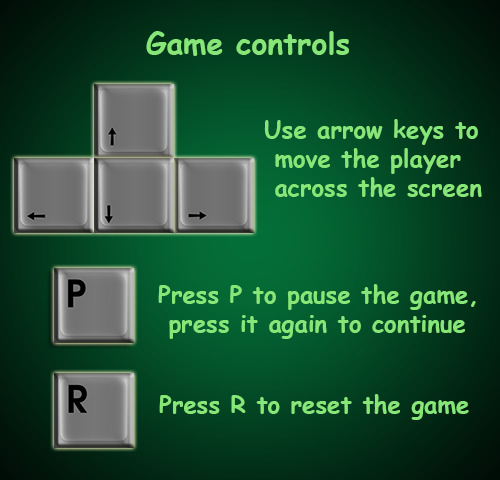 Game controls
↑
Use arrow keys to
move the player
across the screen
← ↓ →
P
Press P to pause the game,
press it again to continue
R
Press R to reset the game